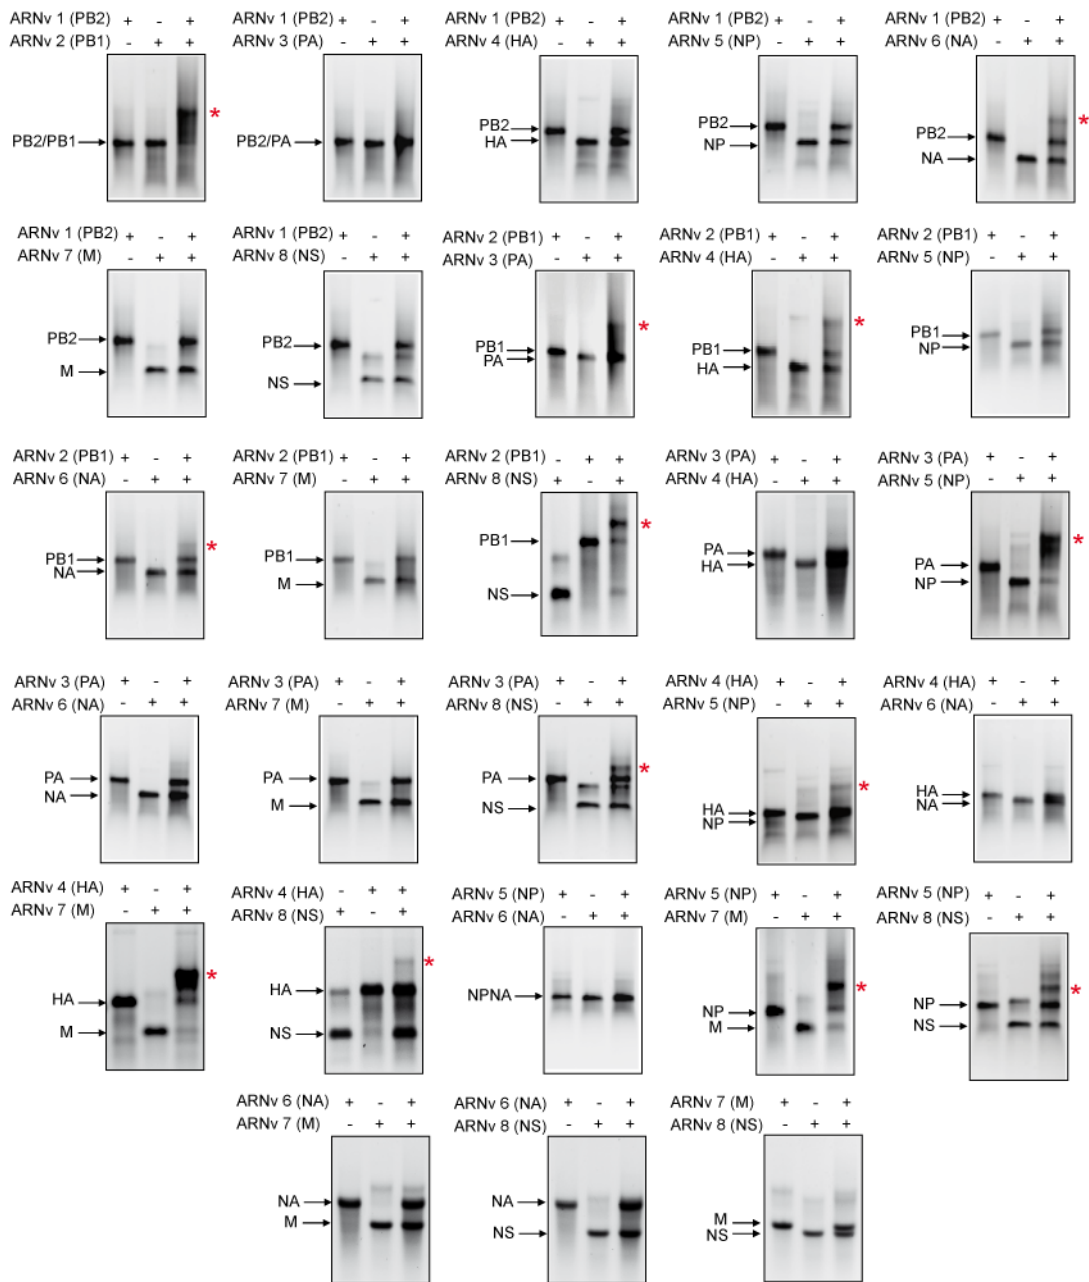 ARNv 1 (PB2) + - +
ARNv 2 (PB1) - + +
PB2/PB1
*
ARNv 1 (PB2) + - +
ARNv 3 (PA) - + +
PB2/PA
ARNv 1 (PB2) + - +
ARNv 4 (HA) - + +
PB2
HA
ARNv 1 (PB2) + - +
ARNv 5 (NP) - + +
PB2
NP
ARNv 1 (PB2) + - +
ARNv 6 (NA) - + +
PB2
NA
*
ARNv 1 (PB2) + - +
ARNv 7 (M) - + +
PB2
M
ARNv 1 (PB2) + - +
ARNv 8 (NS) - + +
PB2
NS
ARNv 2 (PB1) + - +
ARNv 3 (PA) - + +
PB1
PA
*
ARNv 2 (PB1) + - +
ARNv 4 (HA) - + +
PB1
HA
*
ARNv 2 (PB1) + - +
ARNv 5 (NP) - + +
PB1
NP
ARNv 2 (PB1) + - +
ARNv 6 (NA) - + +
PB1
NA
*
ARNv 2 (PB1) + - +
ARNv 7 (M) - + +
PB1
M
ARNv 2 (PB1) - + +
ARNv 8 (NS) + - +
PB1
NS
*
ARNv 3 (PA) + - +
ARNv 4 (HA) - + +
PA
HA
ARNv 3 (PA) + - +
ARNv 5 (NP) - + +
PA
NP
*
ARNv 3 (PA) + - +
ARNv 6 (NA) - + +
PA
NA
ARNv 3 (PA) + - +
ARNv 7 (M) - + +
PA
M
ARNv 3 (PA) + - +
ARNv 8 (NS) - + +
PA
NS
*
ARNv 4 (HA) + - +
ARNv 5 (NP) - + +
HA
NP
*
ARNv 4 (HA) + - +
ARNv 6 (NA) - + +
HA
NA
ARNv 4 (HA) + - +
ARNv 7 (M) - + +
HA
M
*
ARNv 4 (HA) - + +
ARNv 8 (NS) + - +
HA
NS
*
ARNv 5 (NP) + - +
ARNv 6 (NA) - + +
NPNA
ARNv 5 (NP) + - +
ARNv 7 (M) - + +
NP
M
*
ARNv 5 (NP) + - +
ARNv 8 (NS) - + +
NP
NS
*
ARNv 6 (NA) + - +
ARNv 7 (M) - + +
NA
M
ARNv 6 (NA) + - +
ARNv 8 (NS) - + +
NA
NS
ARNv 7 (M) + - +
ARNv 8 (NS) - + +
M
NS